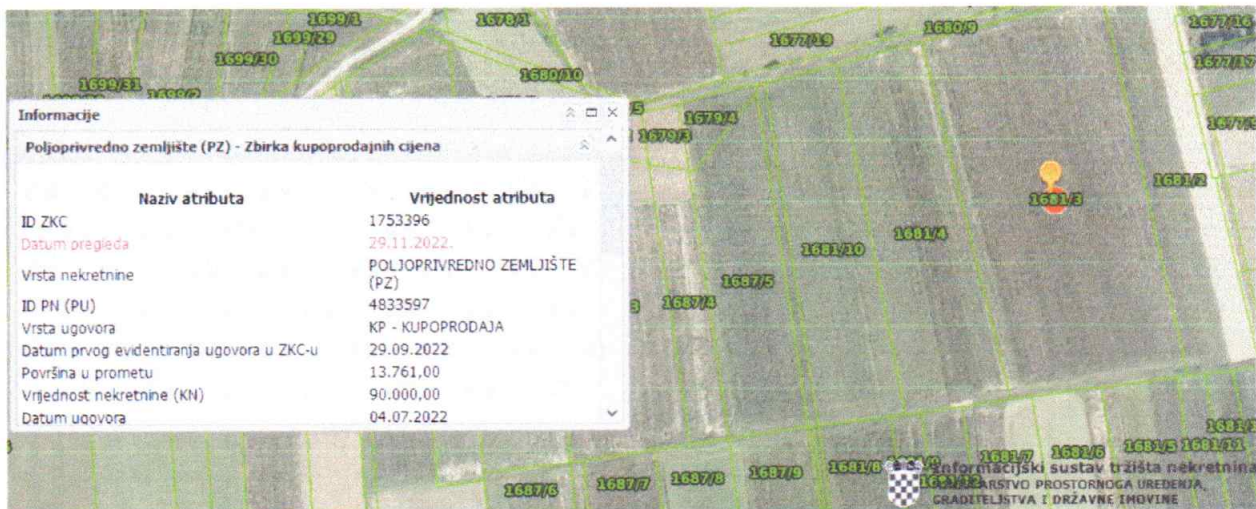 1699/1
1678/1
1699/29
1677/19
1680/9
1677/16
1699/30
1677/17
1680/10
1699/31
1699/2
Informacije
1679/4
1679/3
Poljoprivredno zemljište (PZ) - Zbirka kupoprodajnih cijena
Naziv atributa Vrijednost atributa
1681/2
1681/3
ID ZKC 1753396
Datum pregleda 29.11.2022.
1681/4
Vrsta nekretnine POLJOPRIVREDNO ZEMLJIŠTE (PZ)
1681/10
1687/5
ID PN (PU) 4833597
1687/4
Vrsta ugovora KP - KUPOPRODAJA
Datum prvog evidentiranja ugovora u ZKC-u 29.09.2022
Površina u prometu 13.761,00
Vrijednost nekretnine (KN) 90.000,00
Datum ugovora 04.07.2022
1687/6
1687/7
1687/8
1687/9
1681/8
1681/7
1681/6
1681/5
1681/11
Informacijski sustav tržišta nekretnina
MINISTARSTVO PROSTORNOGA UREĐENJA,
GRADITELJSTVA I DRŽAVNE IMOVINE